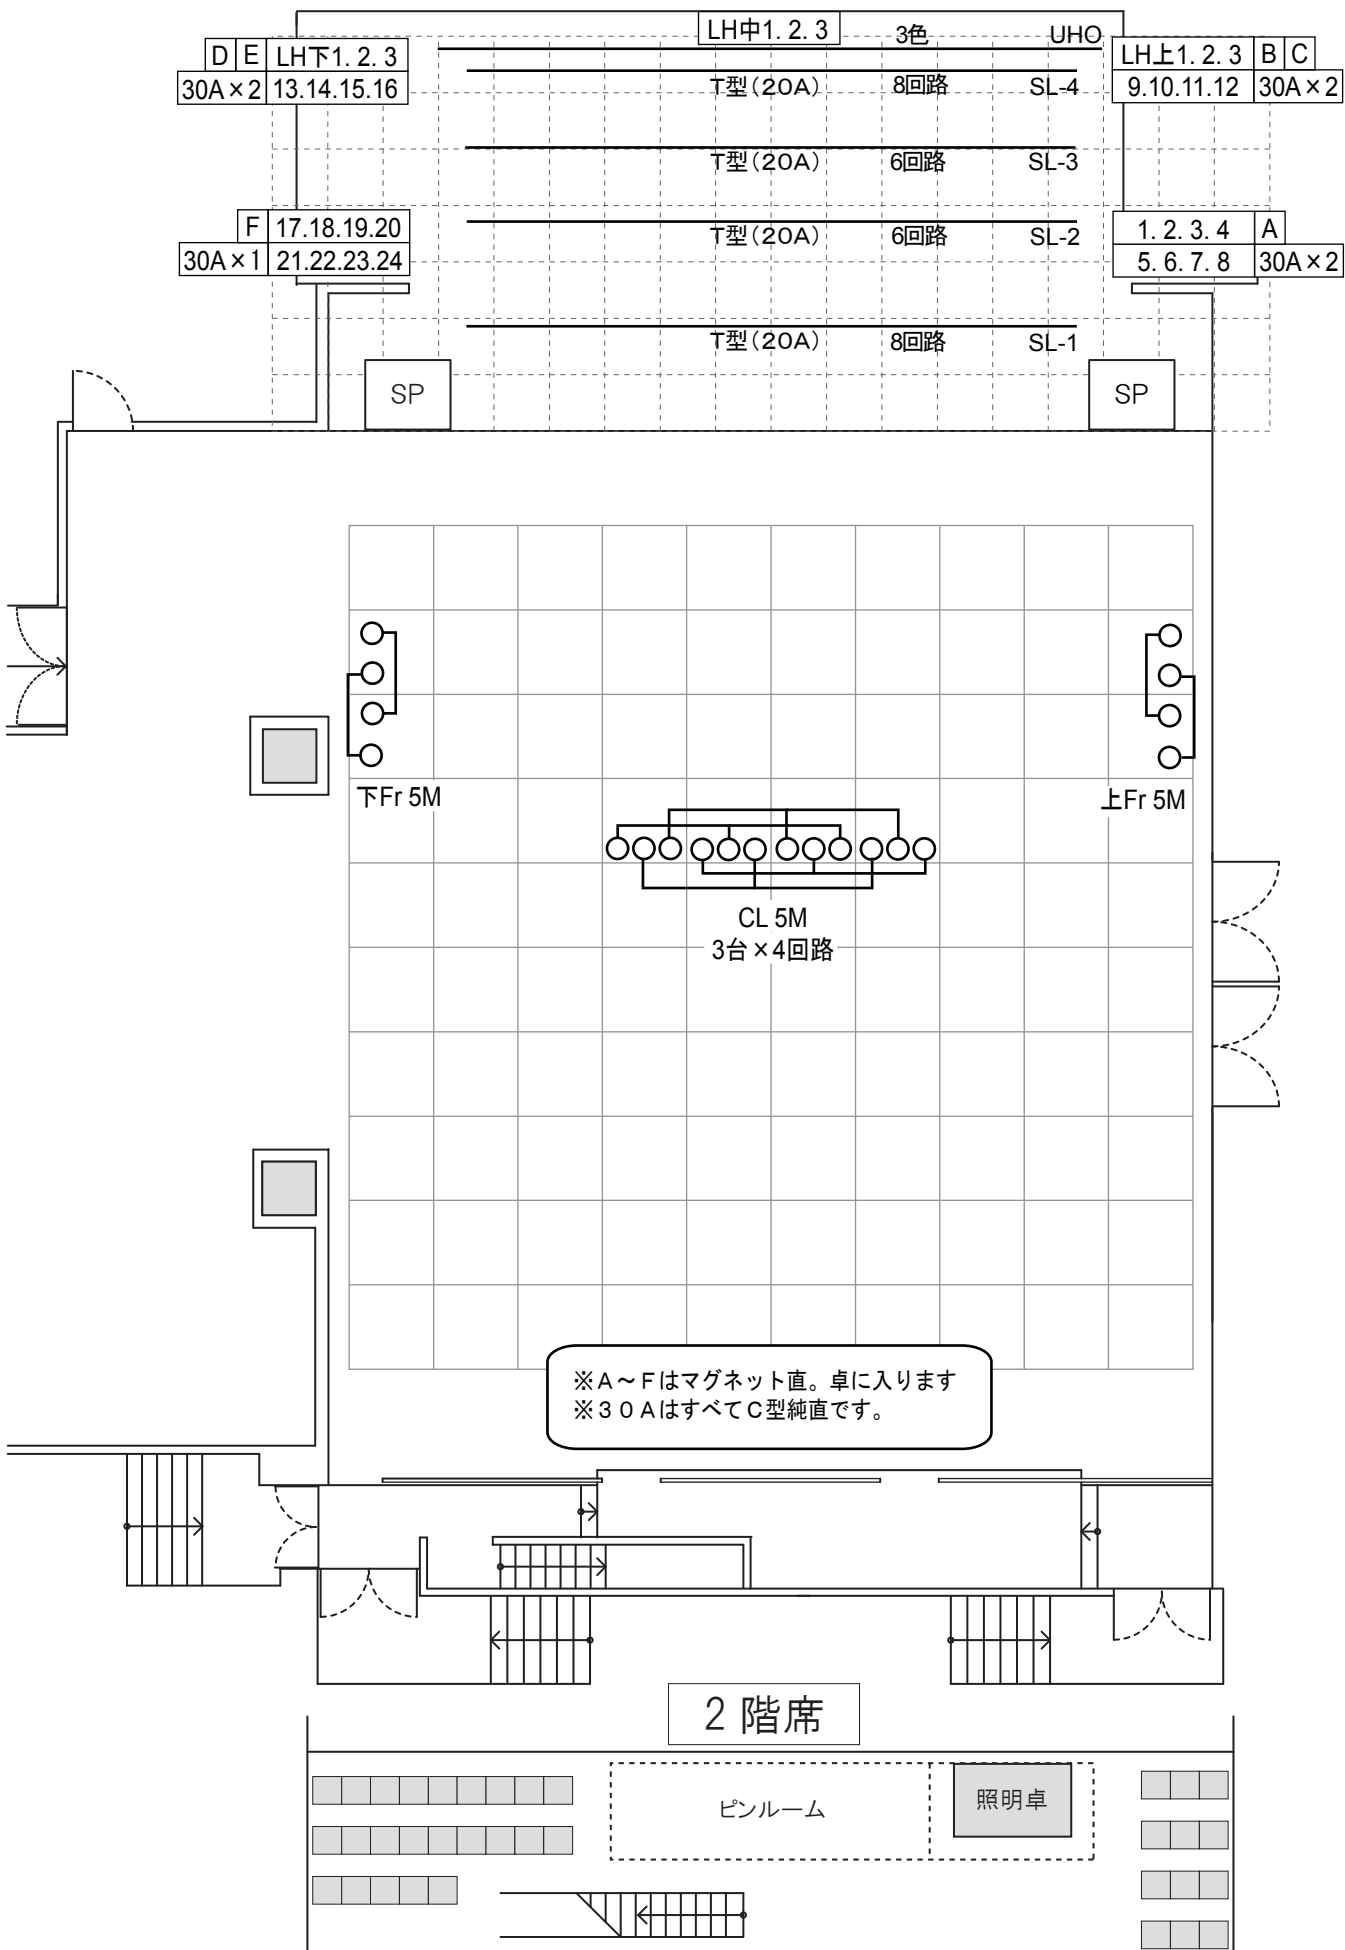 LH中1. 2. 3
3色
UHO
D
E
LH下1. 2. 3
30A×2
13.14.15.16
LH上1. 2. 3
B
C
9.10.11.12
30A×2
T型(20A)
8回路
SL-4
T型(20A)
6回路
SL-3
F
17.18.19.20
30A×1
21.22.23.24
T型(20A)
6回路
SL-2
1. 2. 3. 4
A
5. 6. 7. 8
30A×2
T型(20A)
8回路
SL-1
SP
SP
下Fr 5M
上Fr 5M
CL 5M
3台×4回路
※A~Fはマグネット直。卓に入ります
※30AはすべてC型純直です。
2階席
ピンルーム
照明卓